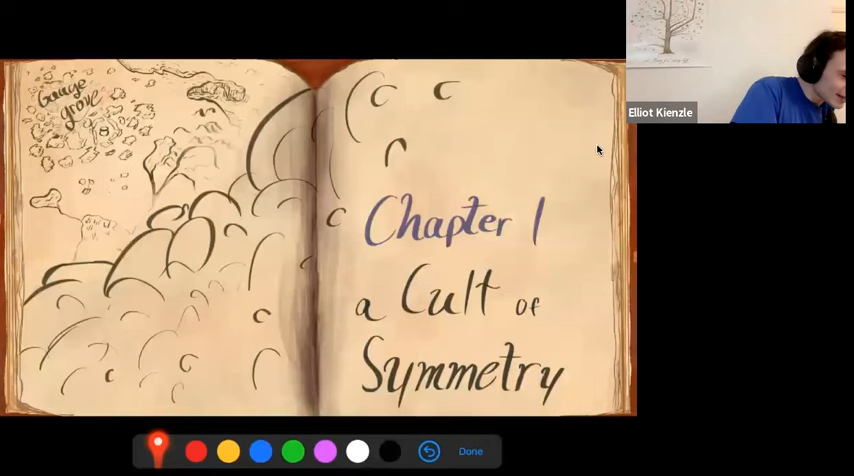 Gauge
grove
Chapter 1
a Cult of
Symmetry
Elliot Kienzle
Done